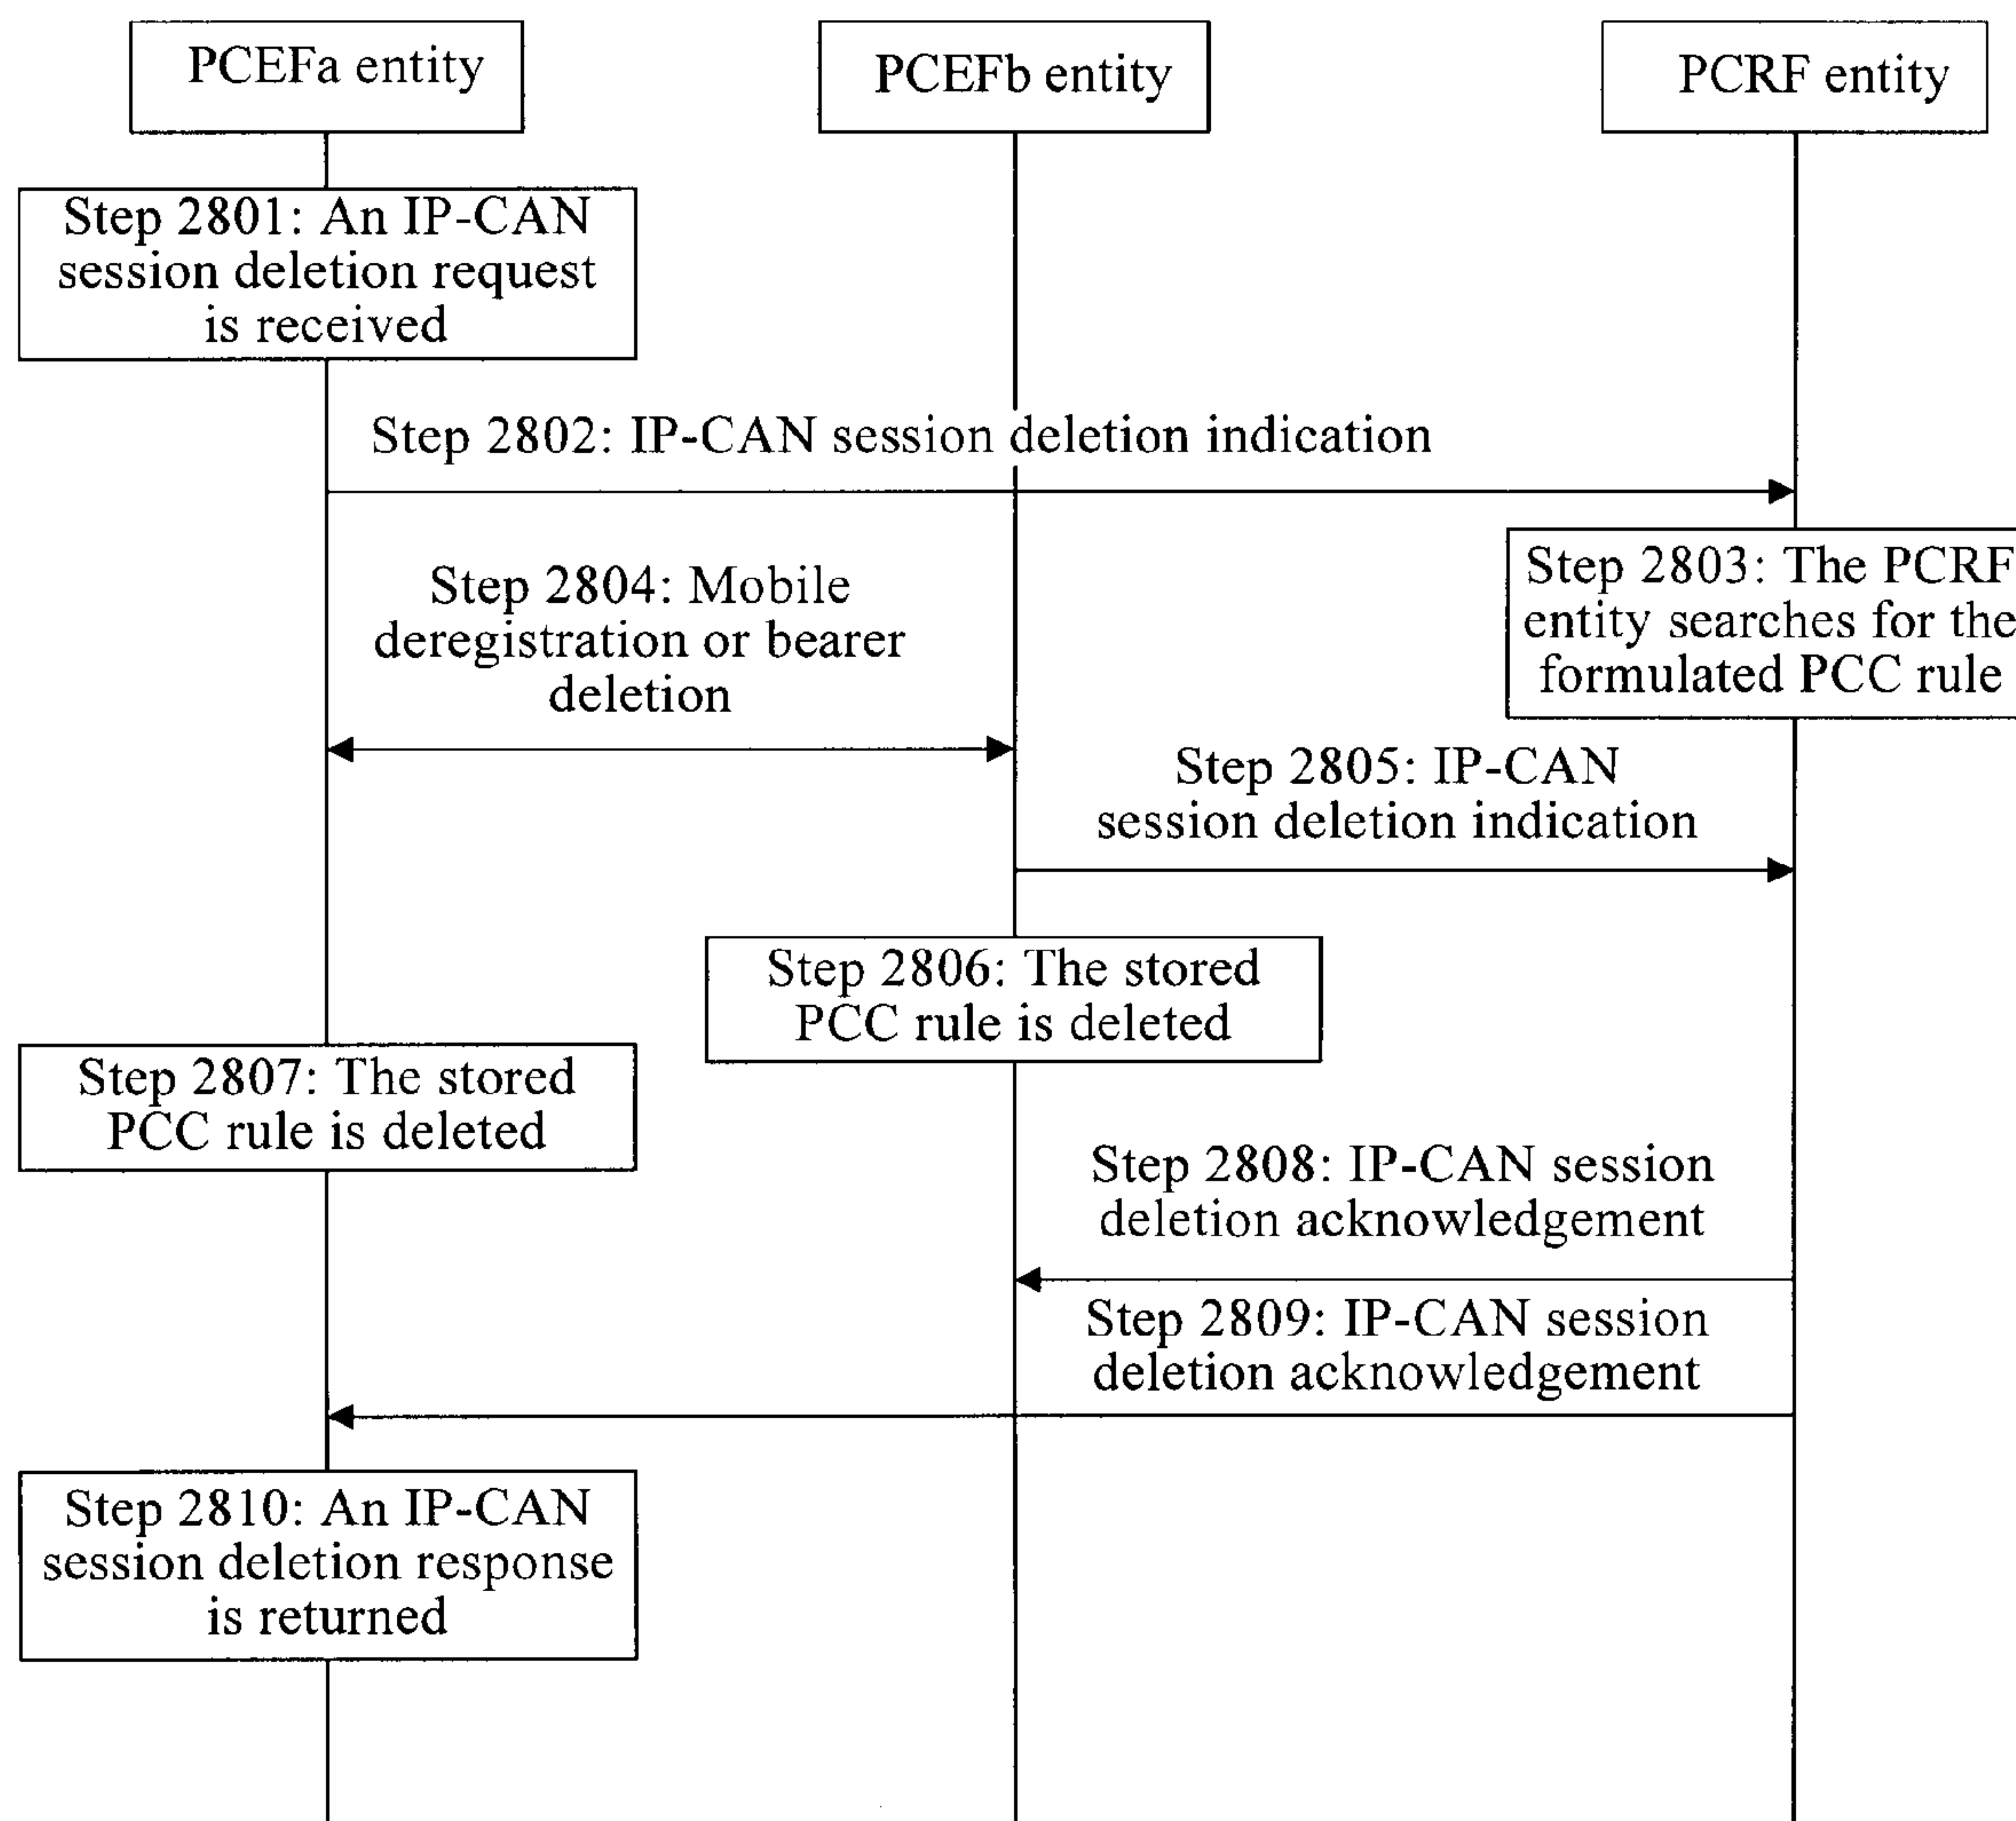 PCEFa entity
PCEFb entity
PCRF entity
Step 2801: An IP-CAN
session deletion request
is received
Step 2802: IP-CAN session deletion indication
Step 2803: The PCRF
entity searches for the
formulated PCC rule
Step 2804: Mobile
deregistration or bearer
deletion
Step 2805: IP-CAN
session deletion indication
Step 2806: The stored
PCC rule is deleted
Step 2807: The stored
PCC rule is deleted
Step 2808: IP-CAN session
deletion acknowledgement
Step 2809: IP-CAN session
deletion acknowledgement
Step 2810: An IP-CAN
session deletion response
is returned